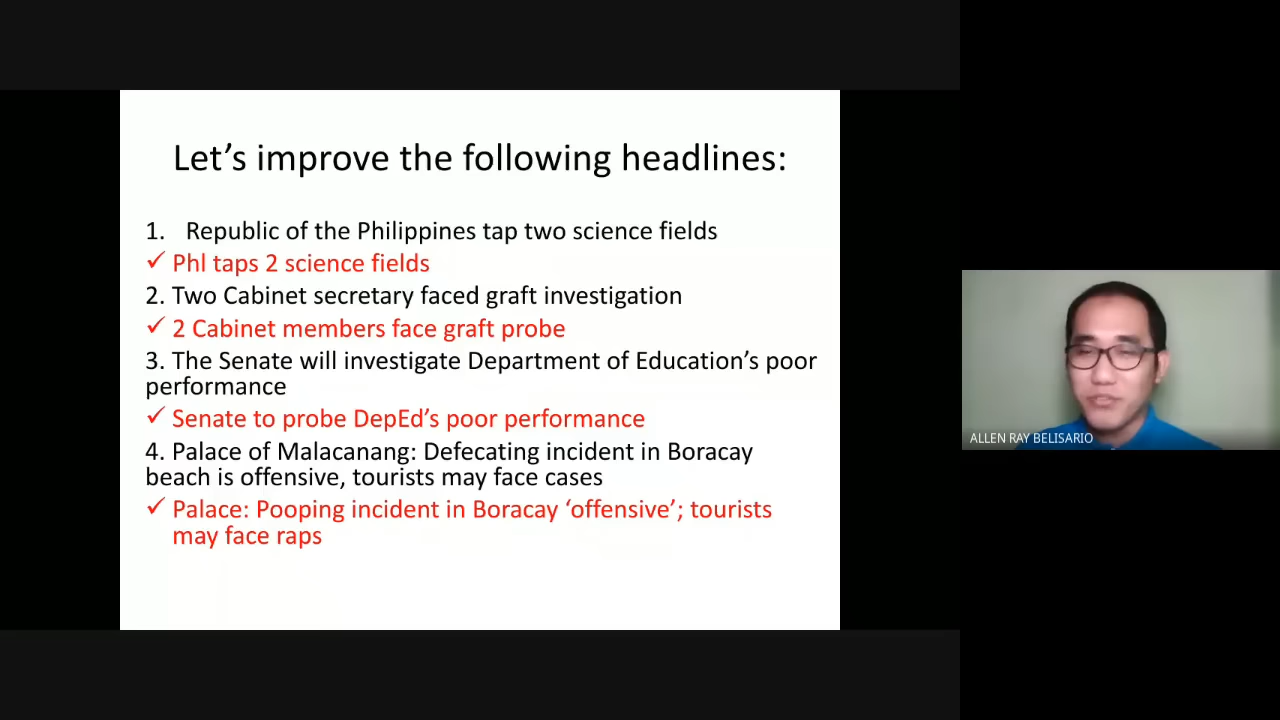 Let's improve the following headlines:
1. Republic of the Philippines tap two science fields
✓ Phl taps 2 science fields
2. Two Cabinet secretary faced graft investigation
✓ 2 Cabinet members face graft probe
3. The Senate will investigate Department of Education's poor
performance
✓ Senate to probe DepEd's poor performance
4. Palace of Malacanang: Defecating incident in Boracay
beach is offensive, tourists may face cases
✓ Palace: Pooping incident in Boracay 'offensive'; tourists
may face raps
ALLEN RAY BELISARIO